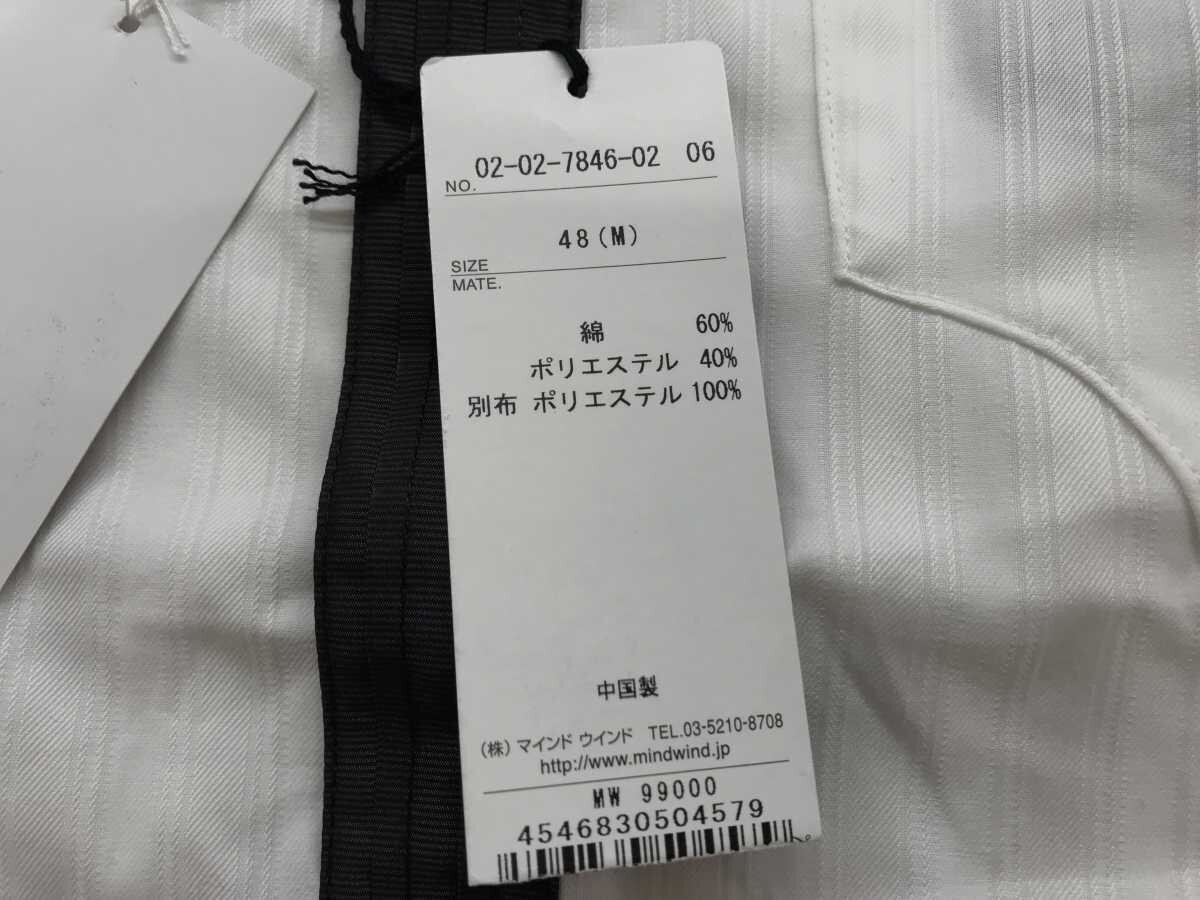 NO. 02-02-7846-02 06
SIZE 48(M)
MATE.
綿 60%
ポリエステル 40%
別布 ポリエステル 100%
中国製
(株) マインド ウインド TEL.03-5210-8708
http://www.mindwind.jp
MW 99000
4546830504579